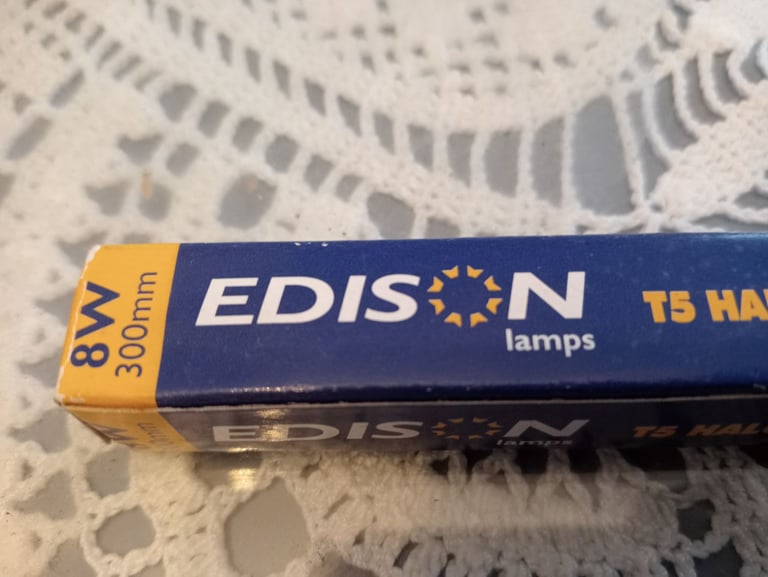 8W
300mm
EDISON
lamps
T5 HA
EDISON
lamps
T5 HAL